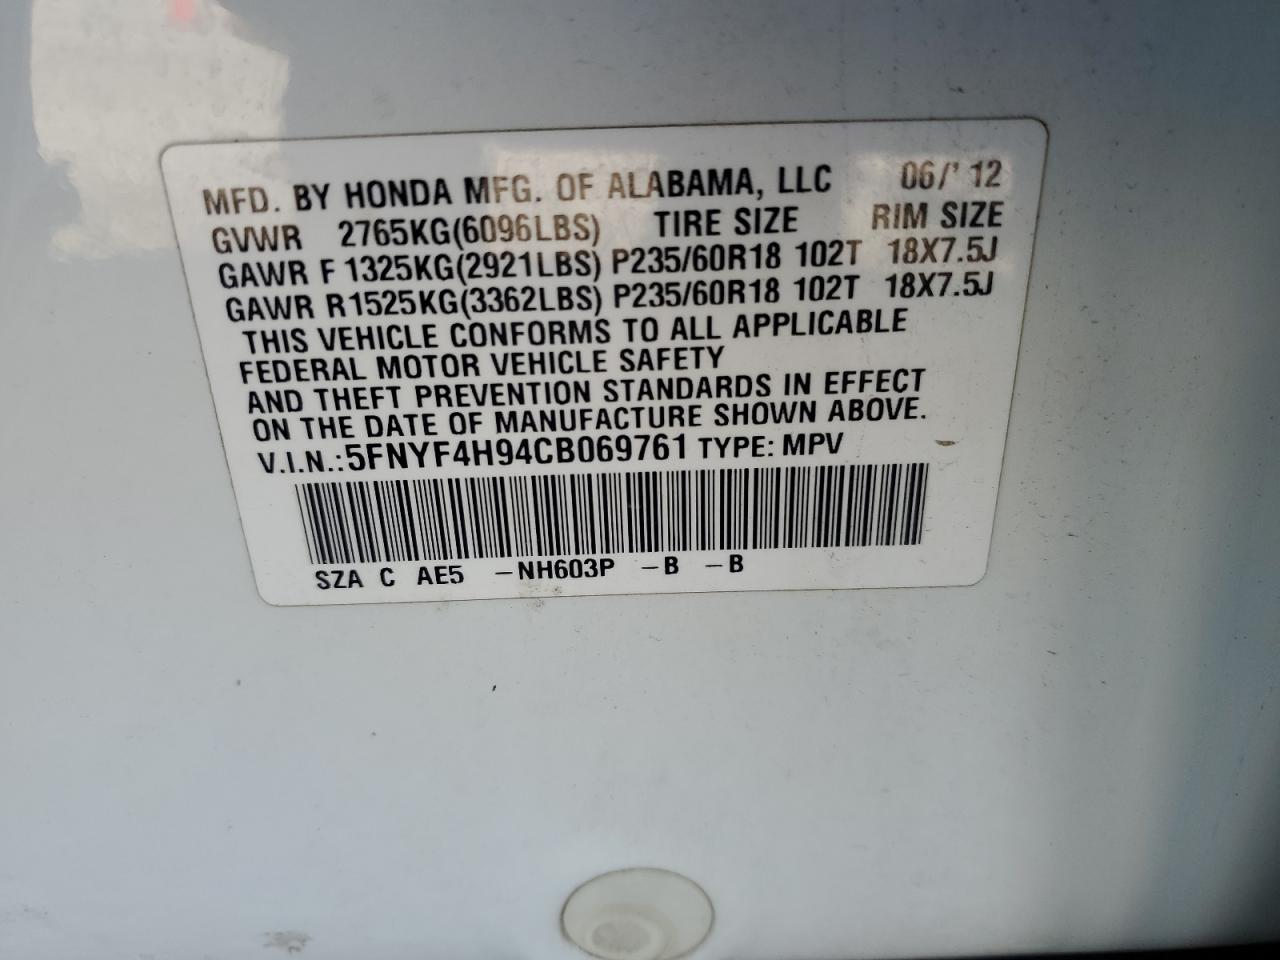 MFD. BY HONDA MFG. OF ALABAMA, LLC 06/' 12
GVWR 2765KG(6096LBS) TIRE SIZE RIM SIZE
GAWR F 1325KG(2921LBS) P235/60R18 102T 18X7.5J
GAWR R1525KG(3362LBS) P235/60R18 102T 18X7.5J
THIS VEHICLE CONFORMS TO ALL APPLICABLE
FEDERAL MOTOR VEHICLE SAFETY
AND THEFT PREVENTION STANDARDS IN EFFECT
ON THE DATE OF MANUFACTURE SHOWN ABOVE.
V.I.N.:5FNYF4H94CB069761 TYPE: MPV
SZA C AE5 -NH603P -B -B